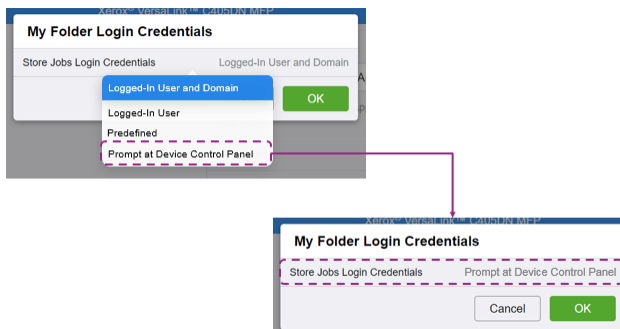 Xerox® VersaLink™ C405DN MFP
My Folder Login Credentials
Store Jobs Login Credentials Logged-In User and Domain
Logged-In User and Domain
OK
Logged-In User
Predefined
Prompt at Device Control Panel
Xerox® VersaLink™ C405DN MFP
My Folder Login Credentials
Store Jobs Login Credentials Prompt at Device Control Panel
Cancel OK